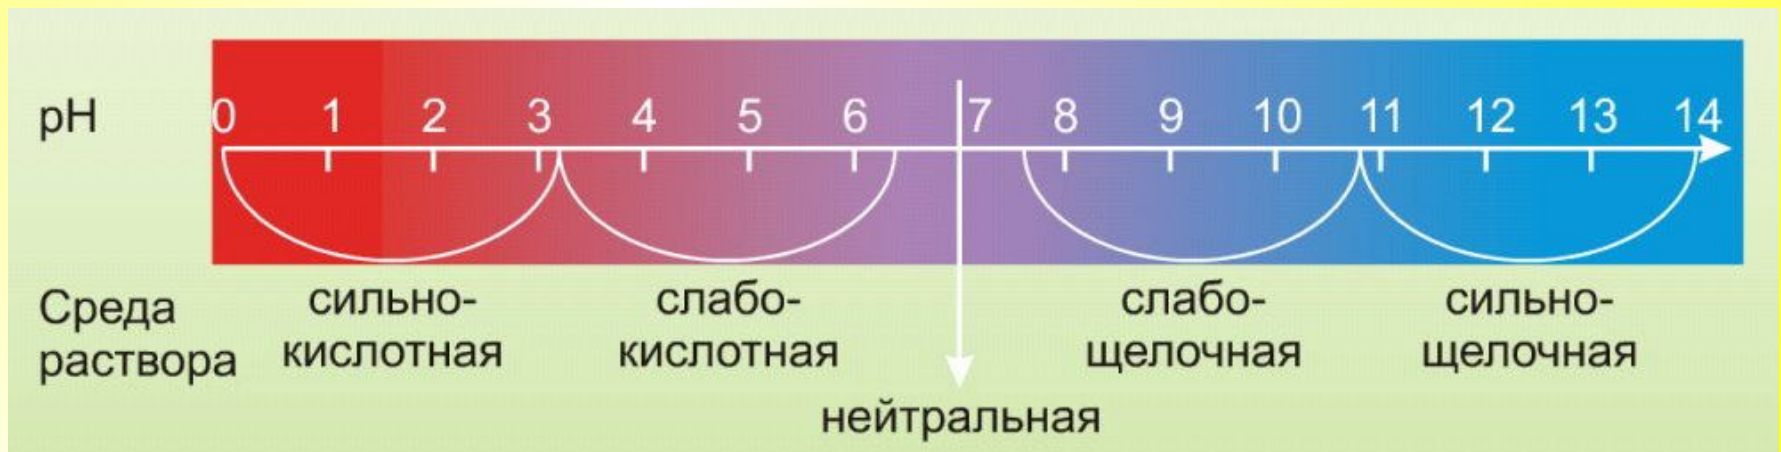 pH 0 1 2 3 4 5 6 7 8 9 10 11 12 13 14
Среда сильно- слабо- слабо- сильно-
раствора кислотная кислотная щелочная щелочная
нейтральная